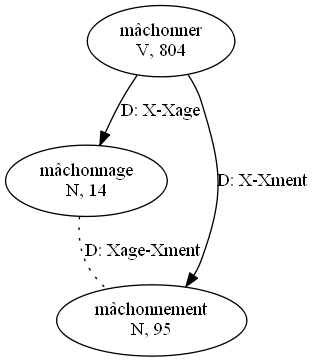 mâchonner
V, 804
D: X-Xage
mâchonnage
N, 14
D: X-Xment
D: Xage-Xment
mâchonnement
N, 95